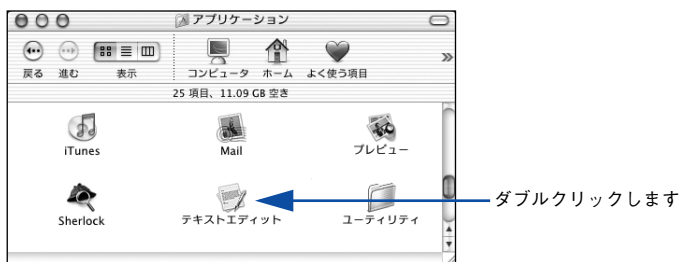 アプリケーション
戻る 進む 表示 コンピュータ ホーム よく使う項目
25 項目、11.09 GB 空き
iTunes Mail プレビュー
Sherlock テキストエディット ユーティリティ
ダブルクリックします